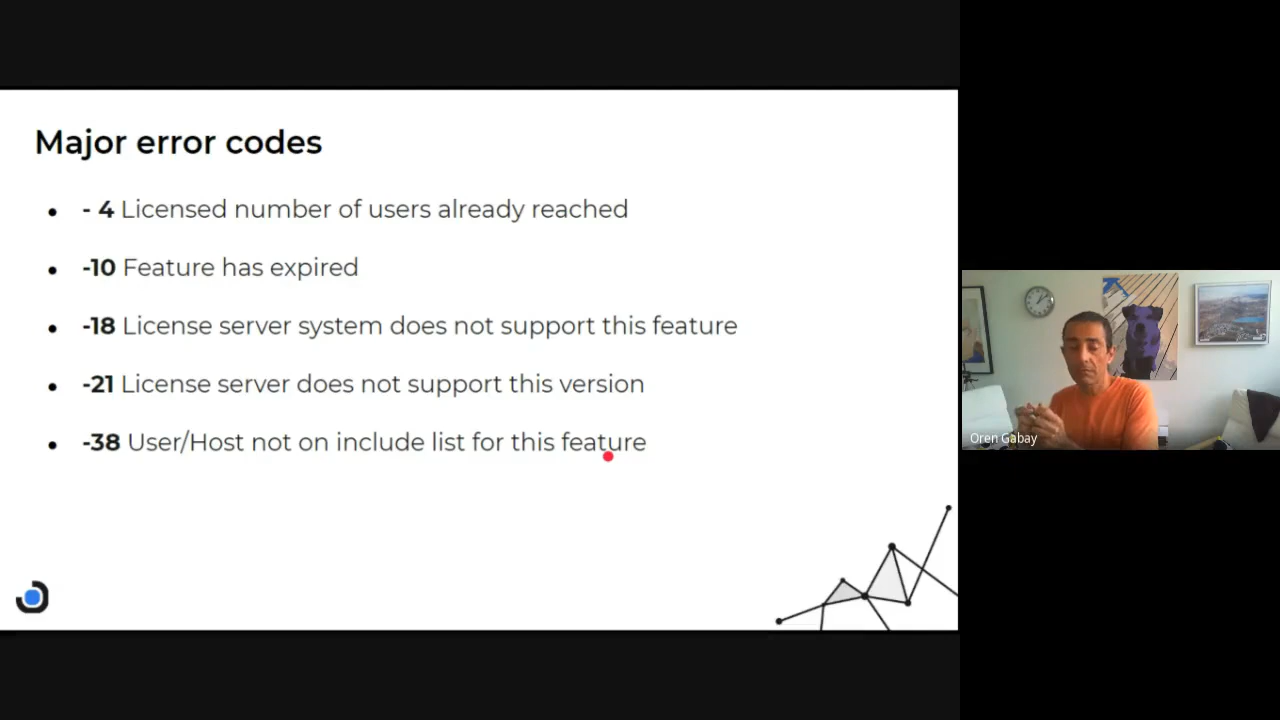 Major error codes
- 4 Licensed number of users already reached
-10 Feature has expired
-18 License server system does not support this feature
-21 License server does not support this version
-38 User/Host not on include list for this feature
Oren Gabay